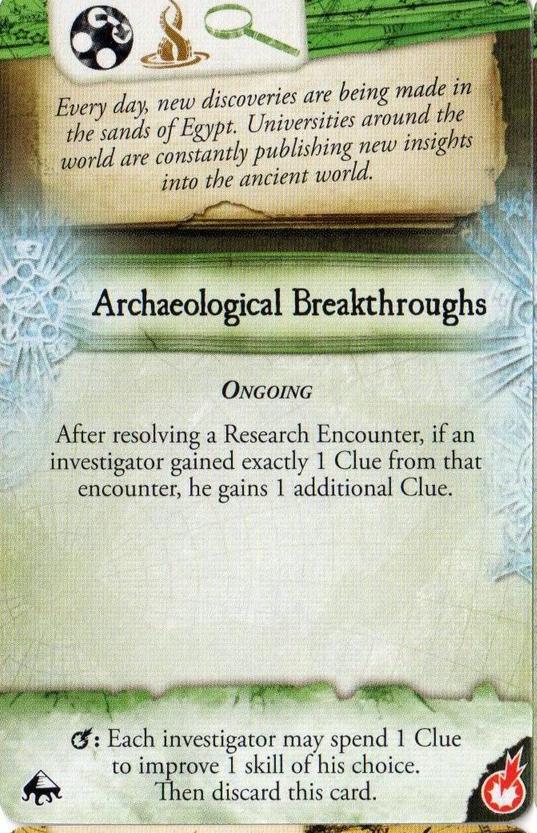 Every day, new discoveries are being made in
the sands of Egypt. Universities around the
world are constantly publishing new insights
into the ancient world.
Archaeological Breakthroughs
ONGOING
After resolving a Research Encounter, if an
investigator gained exactly 1 Clue from that
encounter, he gains 1 additional Clue.
: Each investigator may spend 1 Clue
to improve 1 skill of his choice.
Then discard this card.